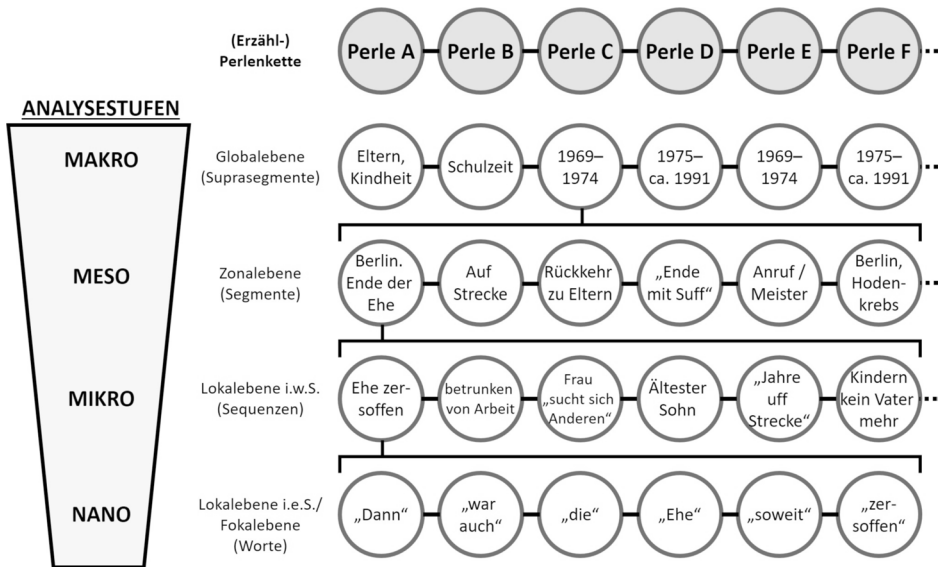 (Erzähl-)
Perlenkette
Perle A
Perle B
Perle C
Perle D
Perle E
Perle F
ANALYSESTUFEN
MAKRO
Globalebene
(Suprasegmente)
Eltern,
Kindheit
Schulzeit
1969–
1974
1975–
ca. 1991
1969–
1974
1975–
ca. 1991
MESO
Zonalebene
(Segmente)
Berlin.
Ende der
Ehe
Auf
Strecke
Rückkehr
zu Eltern
„Ende
mit Suff“
Anruf /
Meister
Berlin,
Hoden-
krebs
MIKRO
Lokalebene i.w.S.
(Sequenzen)
Ehe zer-
soffen
betrunken
von Arbeit
Frau
„sucht sich
Anderen“
Ältester
Sohn
„Jahre
uff
Strecke“
Kindern
kein Vater
mehr
NANO
Lokalebene i.e.S./
Fokalebene
(Worte)
„Dann“
„war
auch“
„die“
„Ehe“
„soweit“
„zer-
soffen“